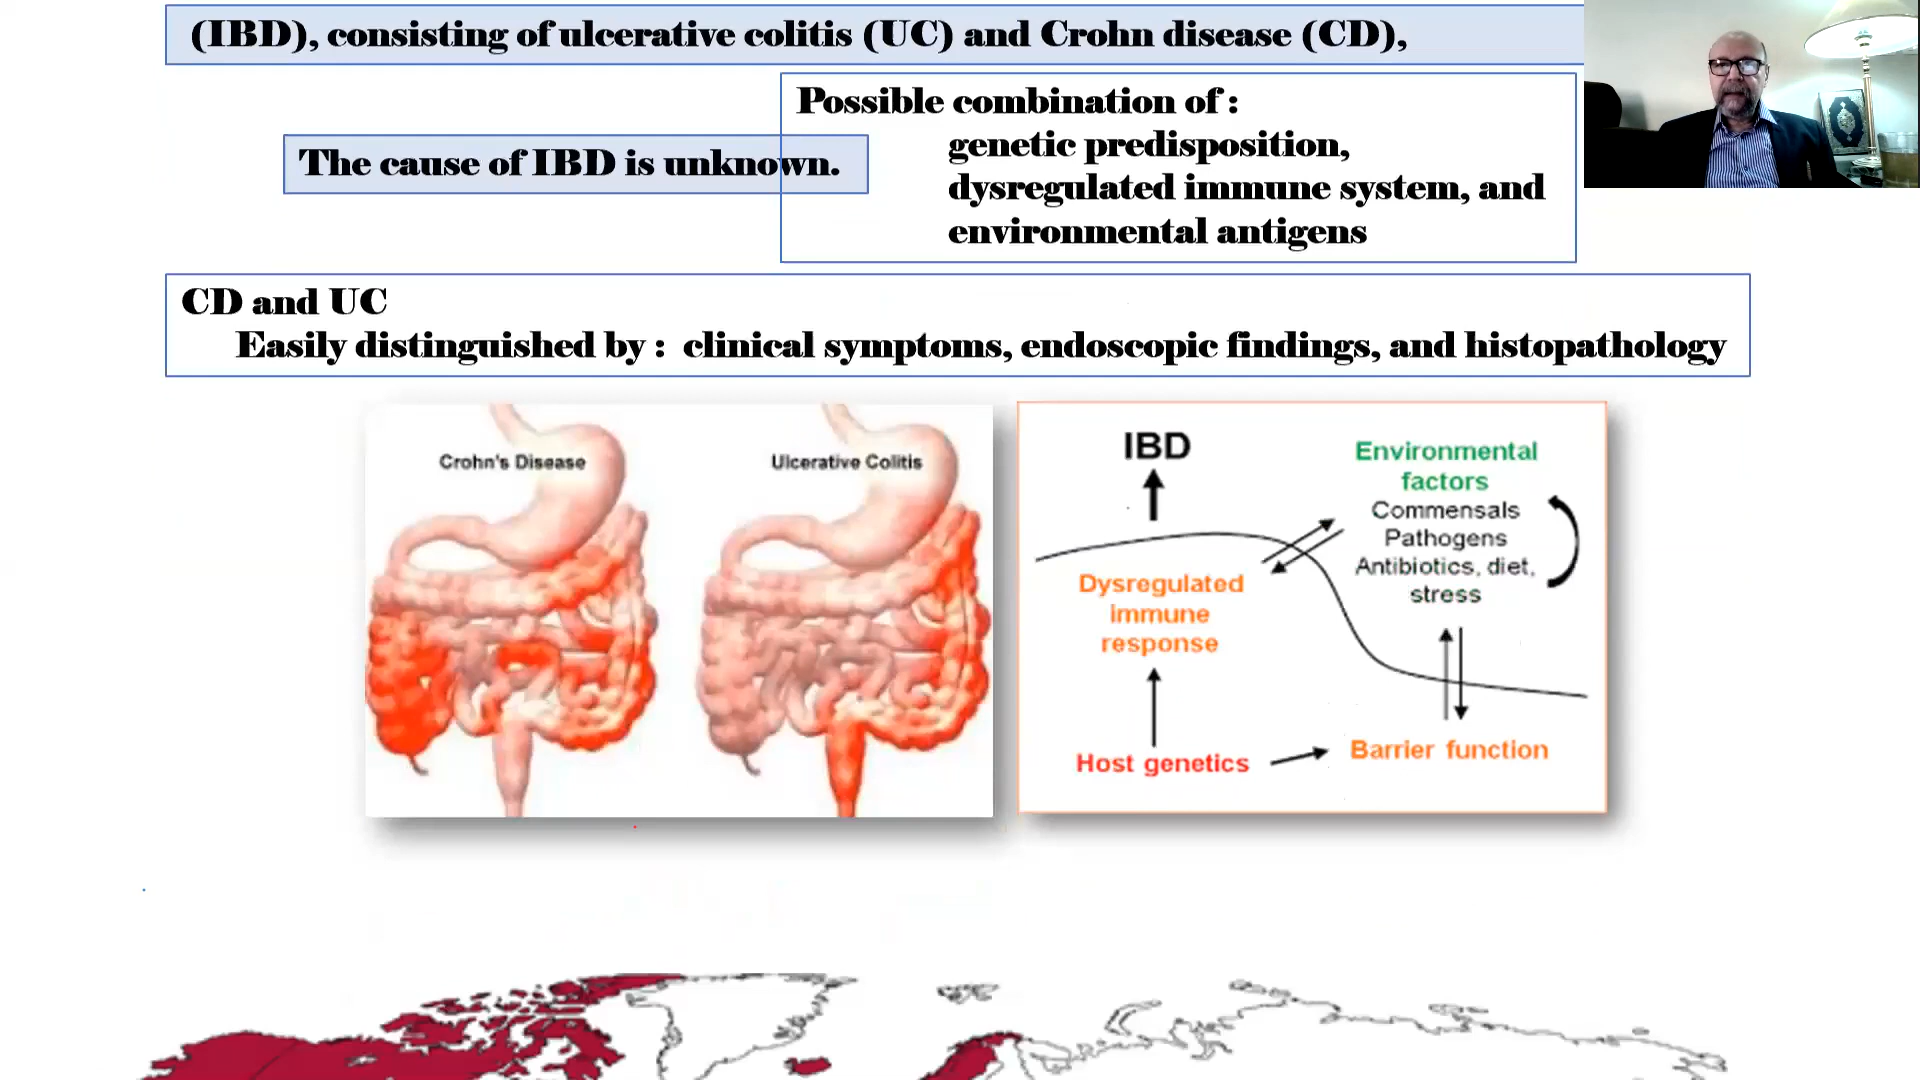 (IBD), consisting of ulcerative colitis (UC) and Crohn disease (CD),
Possible combination of :
genetic predisposition,
dysregulated immune system, and
environmental antigens
The cause of IBD is unknown.
CD and UC
Easily distinguished by : clinical symptoms, endoscopic findings, and histopathology
Crohn's Disease
Ulcerative Colitis
IBD
Environmental
factors
Commensals
Pathogens
Antibiotics, diet,
stress
Dysregulated
immune
response
Host genetics
Barrier function